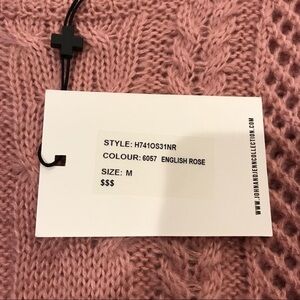 STYLE: H741OS31NR
COLOUR: 6057 ENGLISH ROSE
SIZE: M
$$$
WWW.JOHNANDJENNCOLLECTION.COM